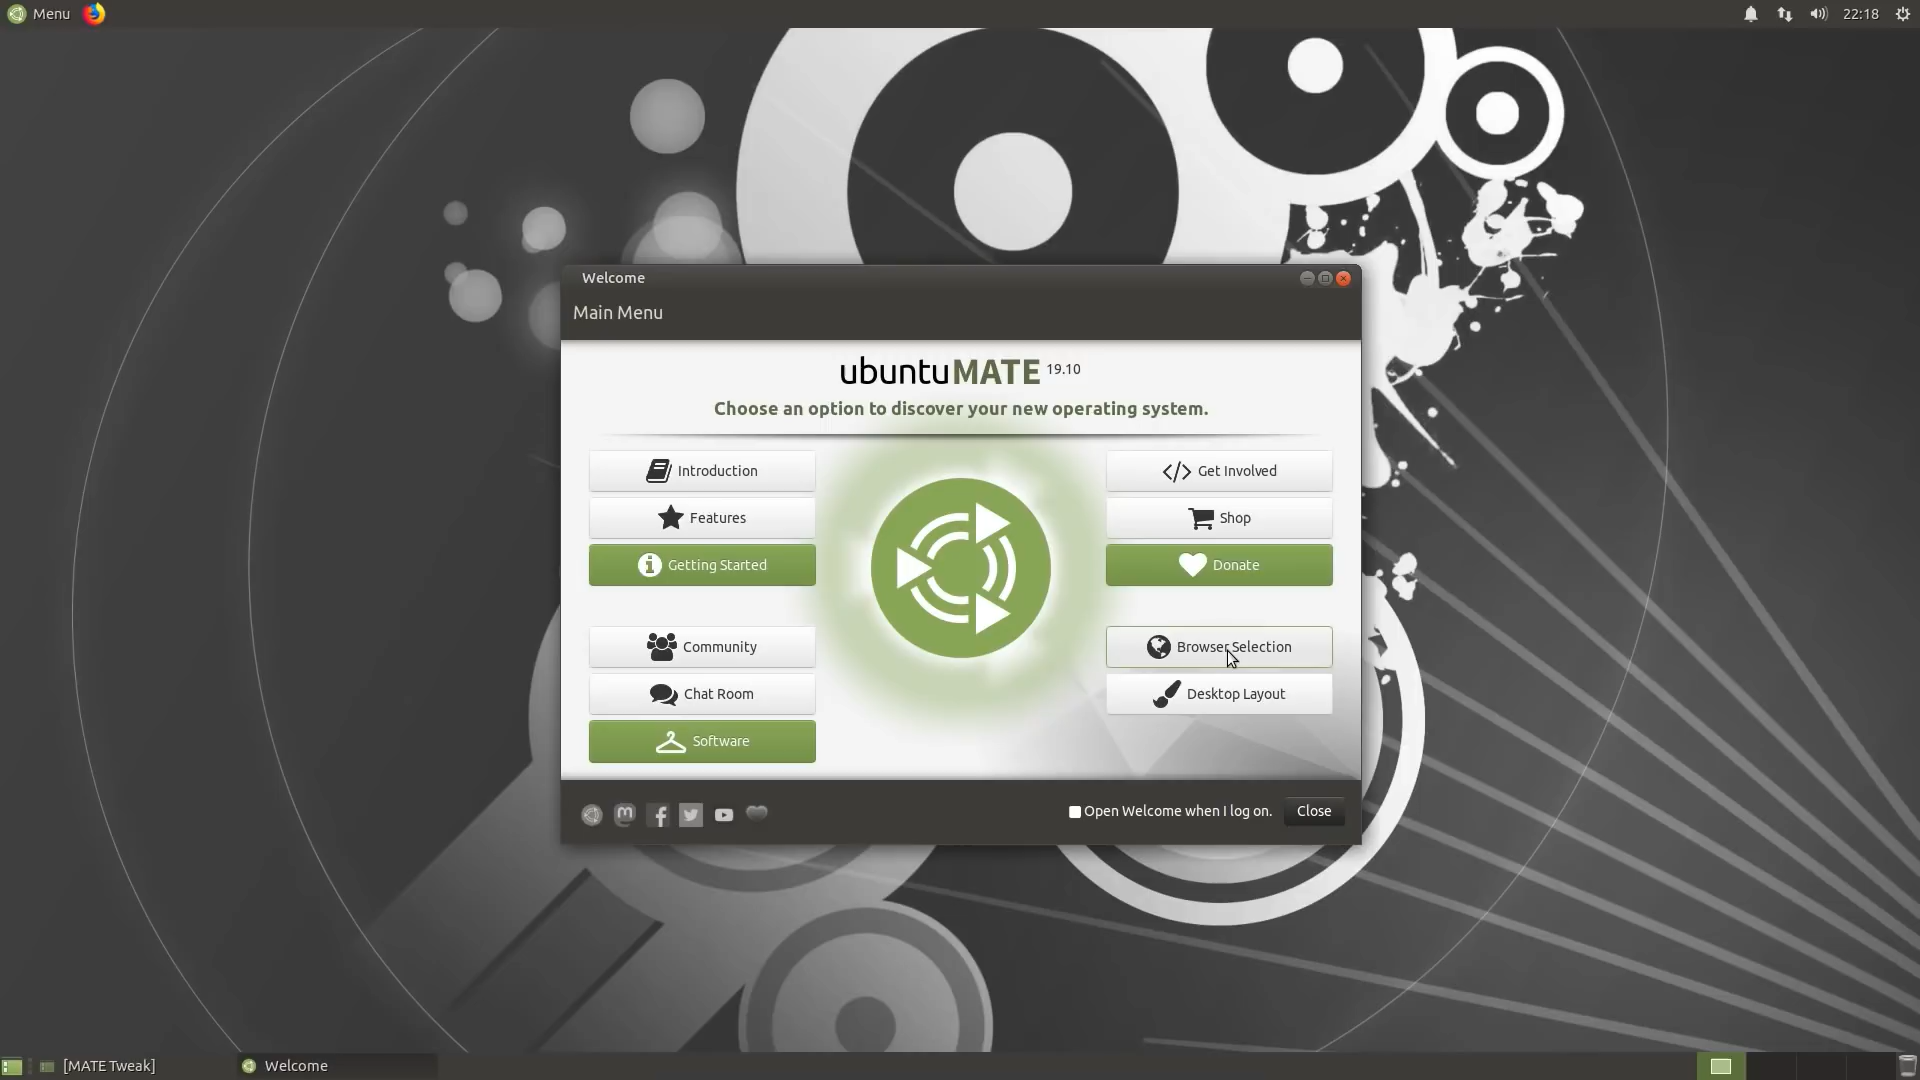 Menu
22:18
Welcome
Main Menu
ubuntu MATE 19.10
Choose an option to discover your new operating system.
Introduction
Get Involved
Features
Shop
Getting Started
Donate
Community
Browser Selection
Chat Room
Desktop Layout
Software
Open Welcome when I log on.
Close
[MATE Tweak]
Welcome